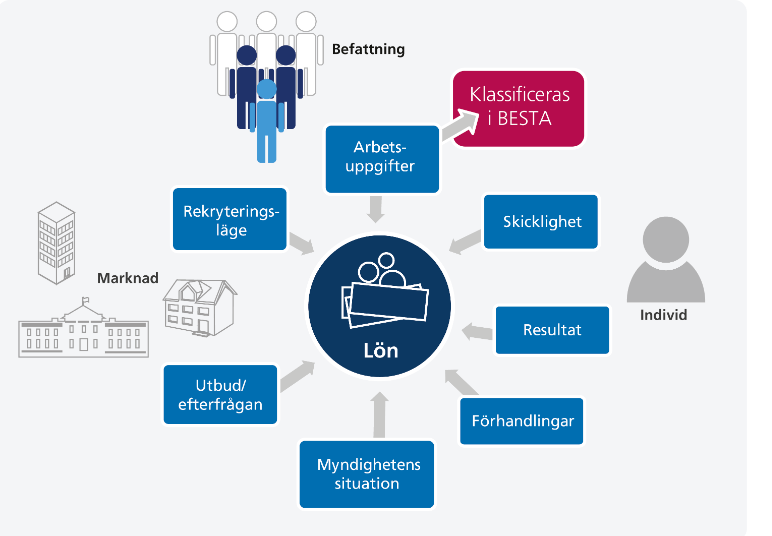 Befattning
Klassificeras
i BESTA
Arbets-
uppgifter
Rekryterings-
läge
Skicklighet
Marknad
Individ
Resultat
Lön
Utbud/
efterfrågan
Förhandlingar
Myndighetens
situation